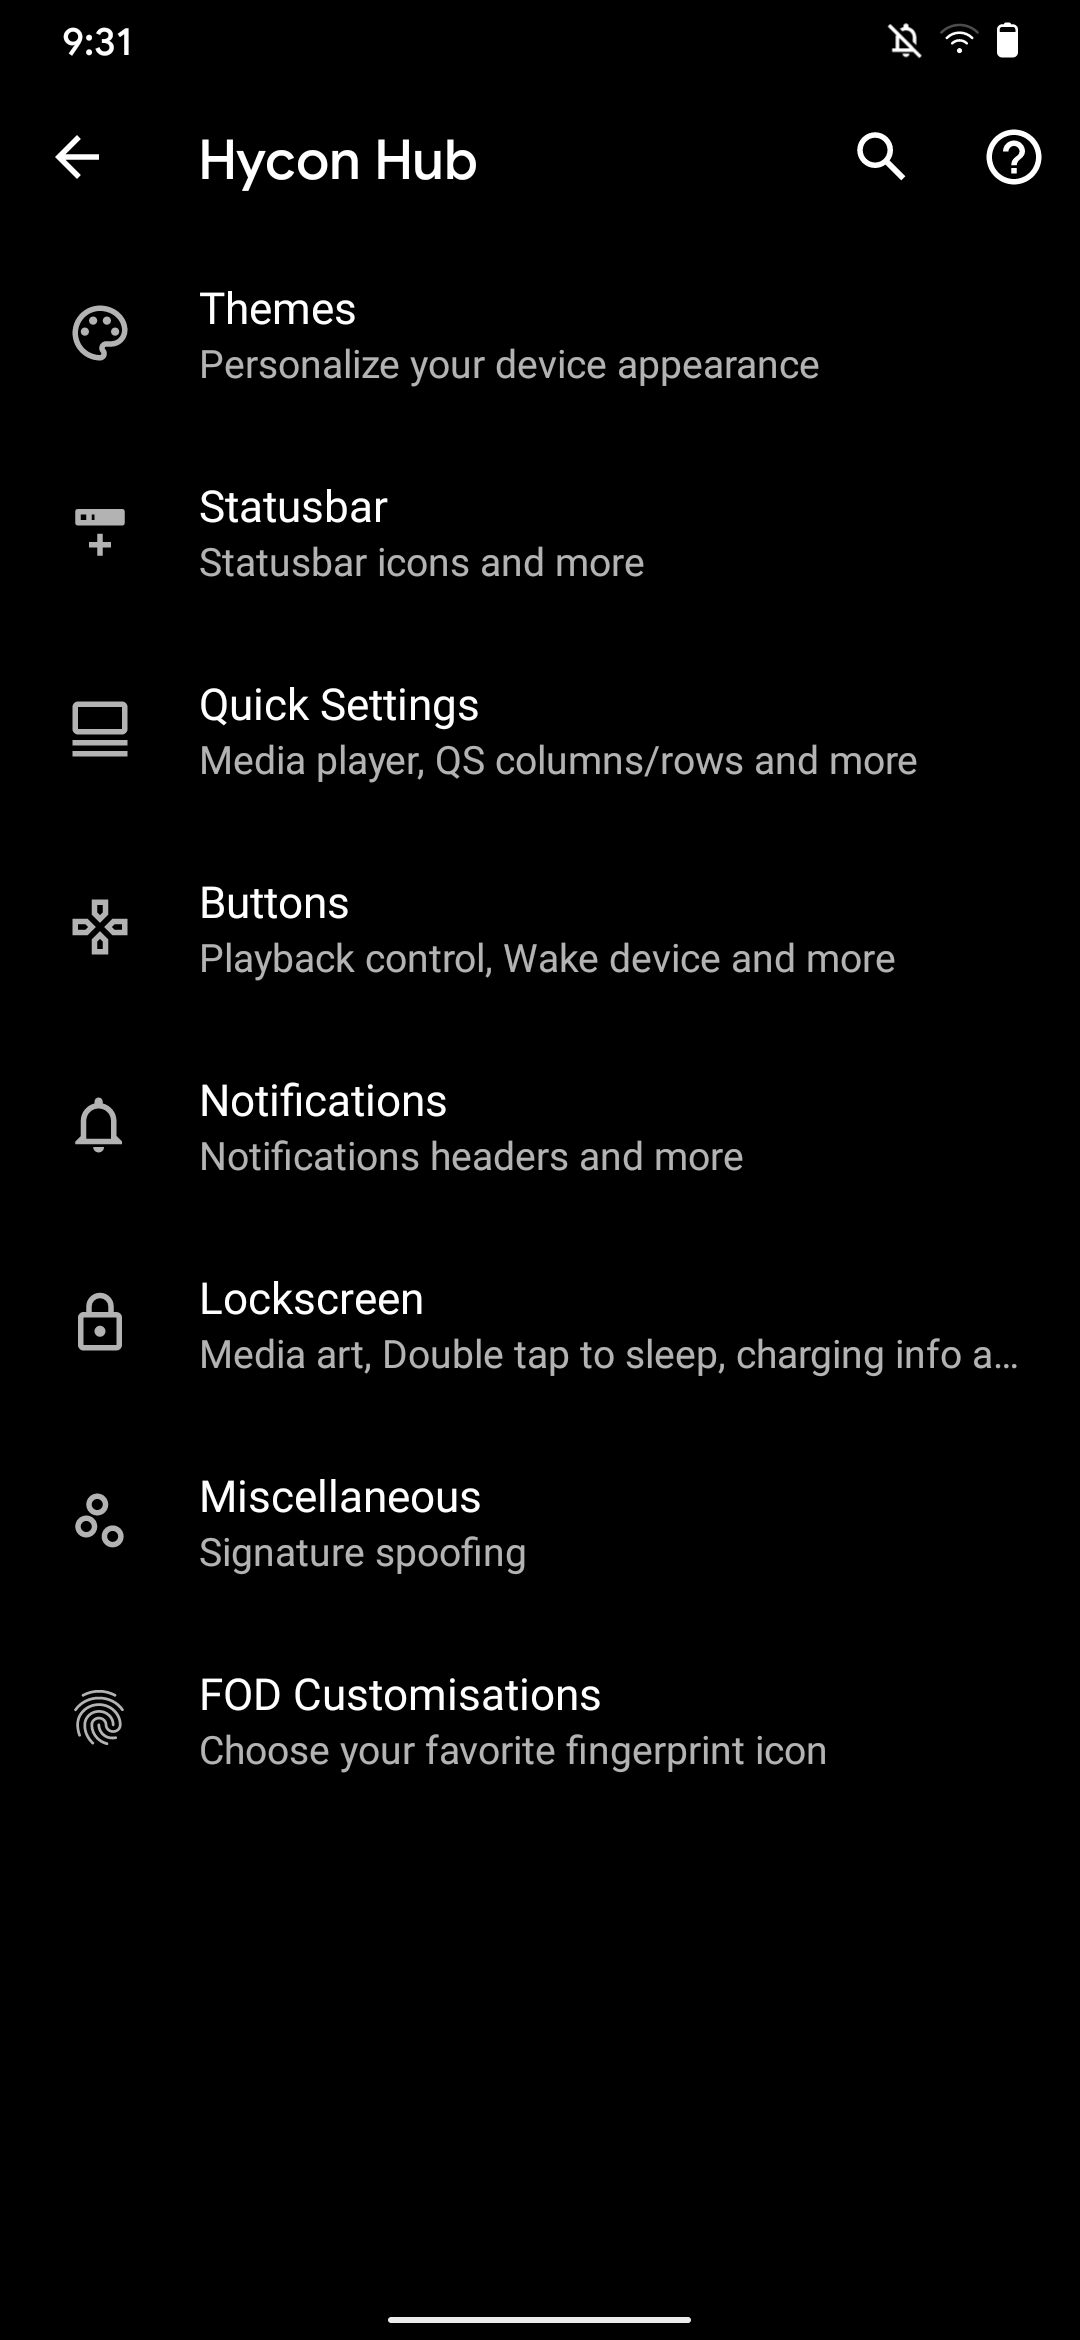 9:31
Hycon Hub
Themes
Personalize your device appearance
Statusbar
Statusbar icons and more
Quick Settings
Media player, QS columns/rows and more
Buttons
Playback control, Wake device and more
Notifications
Notifications headers and more
Lockscreen
Media art, Double tap to sleep, charging info a…
Miscellaneous
Signature spoofing
FOD Customisations
Choose your favorite fingerprint icon